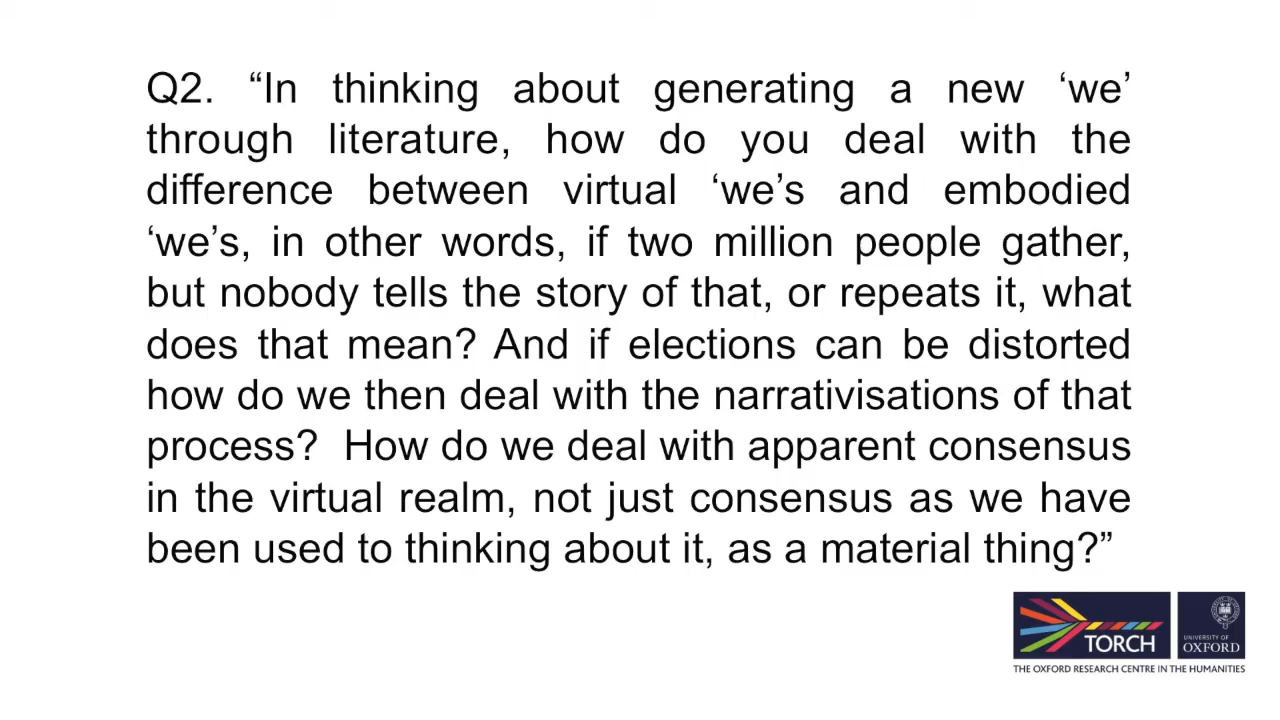 Q2. “In thinking about generating a new ‘we’
through literature, how do you deal with the
difference between virtual ‘we’s and embodied
‘we’s, in other words, if two million people gather,
but nobody tells the story of that, or repeats it, what
does that mean? And if elections can be distorted
how do we then deal with the narrativisations of that
process?  How do we deal with apparent consensus
in the virtual realm, not just consensus as we have
been used to thinking about it, as a material thing?”
TORCH
UNIVERSITY OF
OXFORD
THE OXFORD RESEARCH CENTRE IN THE HUMANITIES